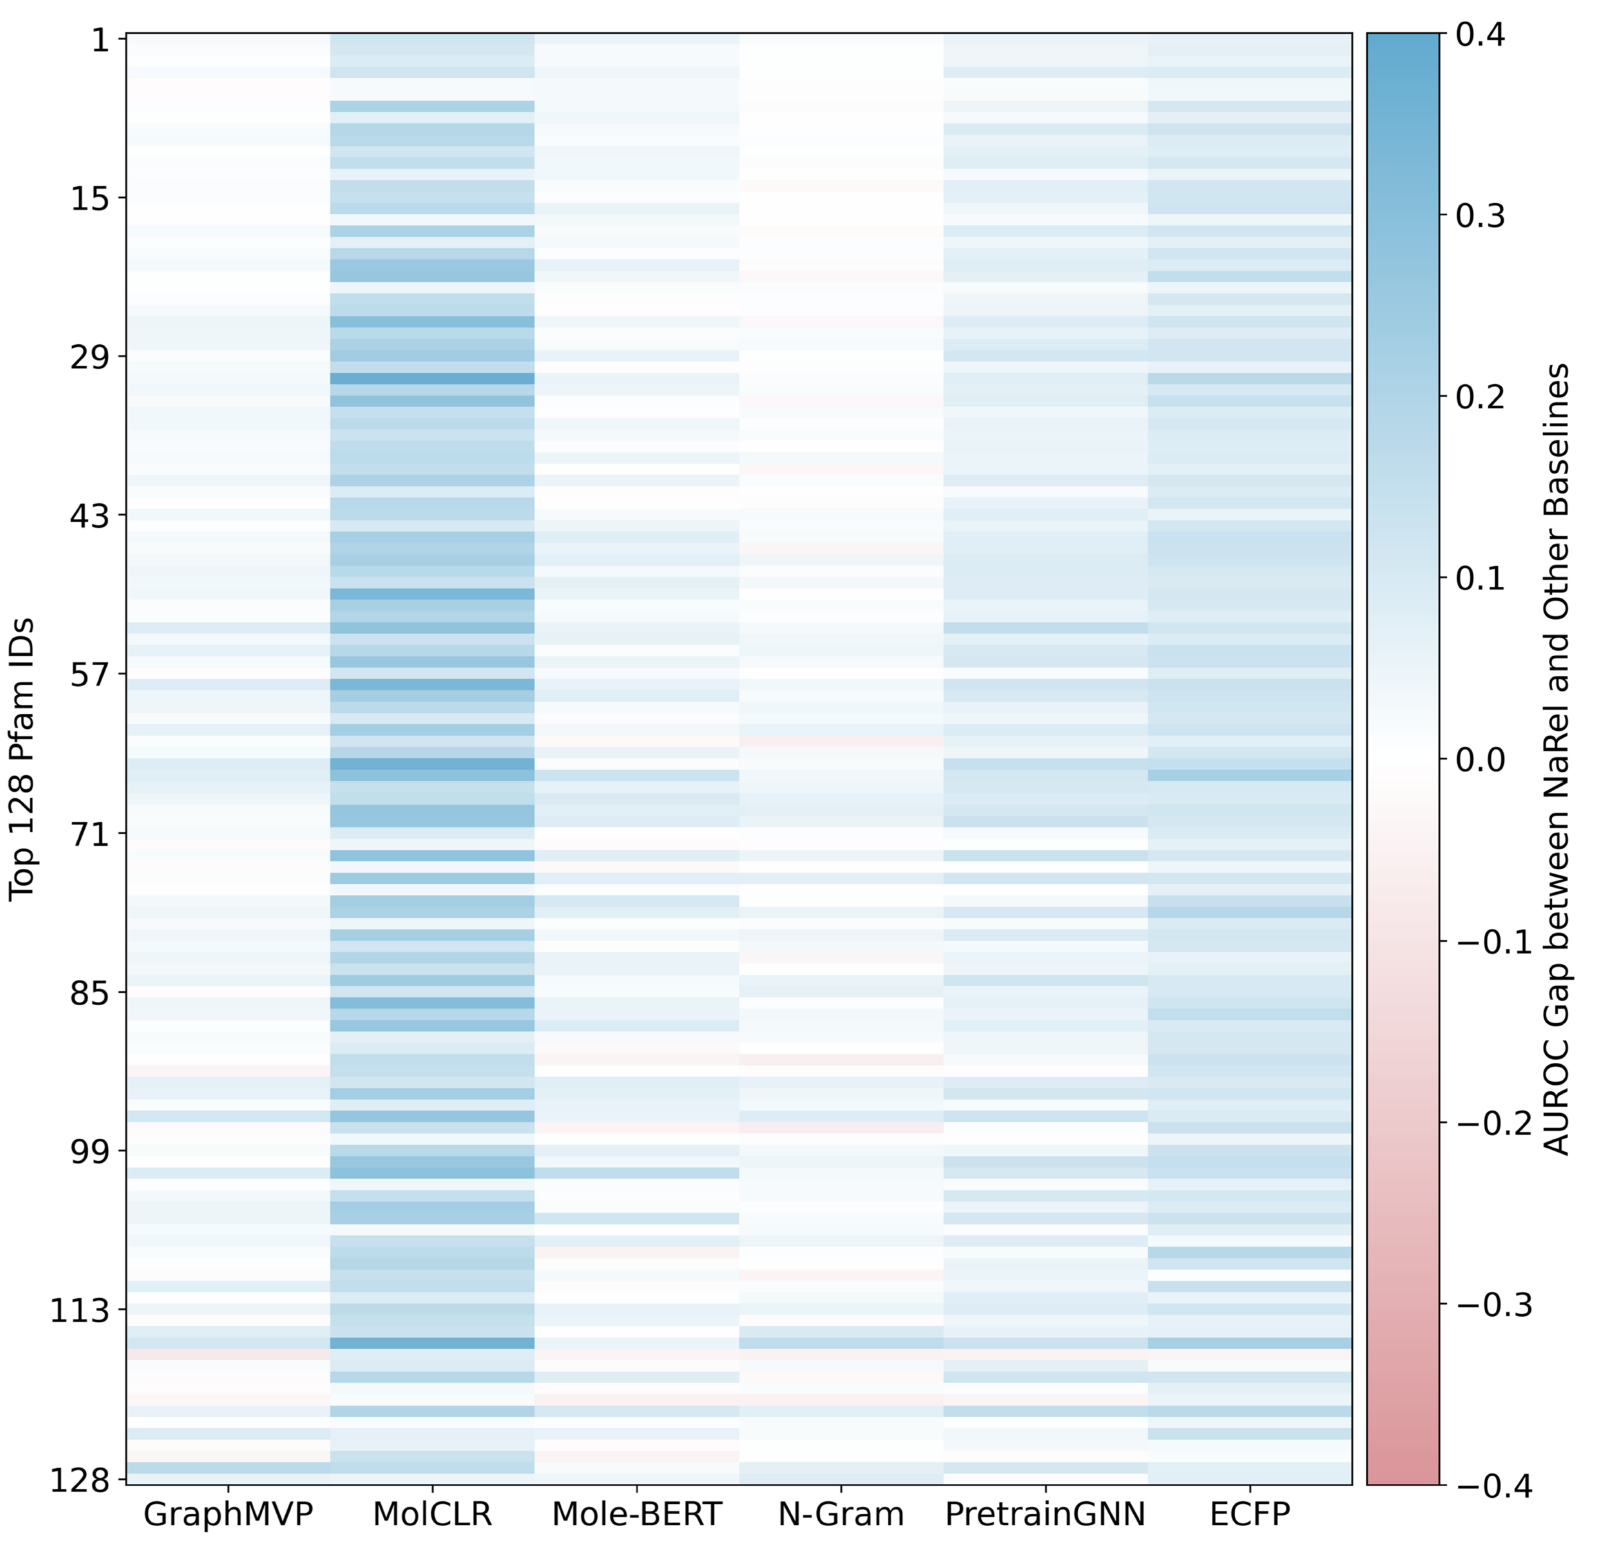 Top 128 Pfam IDs
1
15
29
43
57
71
85
99
113
128
GraphMVP
MolCLR
Mole-BERT
N-Gram
PretrainGNN
ECFP
0.4
0.3
0.2
0.1
0.0
−0.1
−0.2
−0.3
−0.4
AUROC Gap between NaRel and Other Baselines